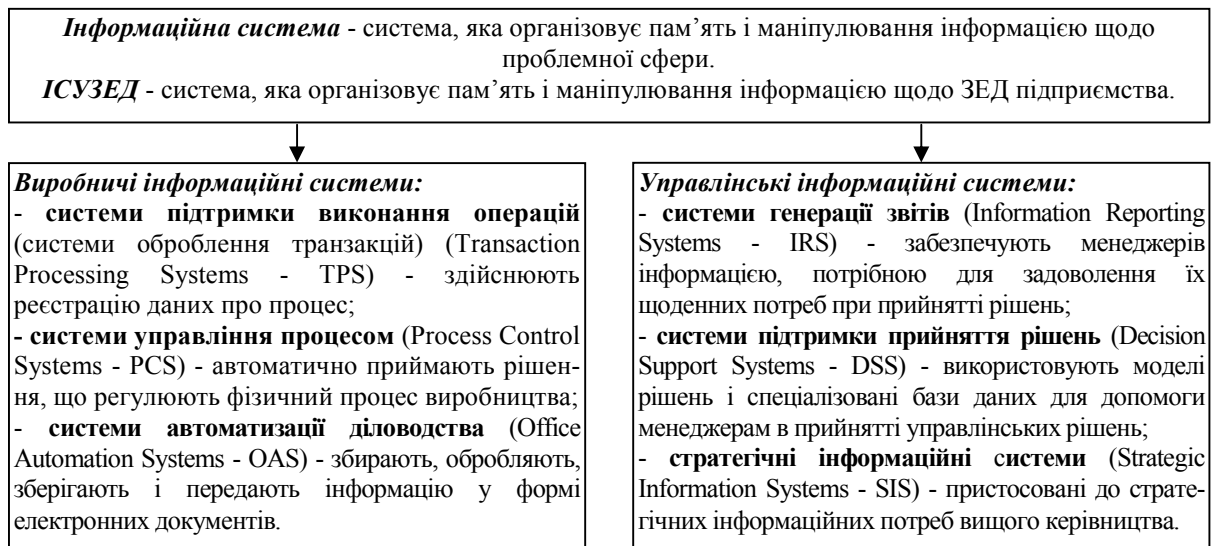 Інформаційна система - система, яка організовує пам’ять і маніпулювання інформацією щодо
проблемної сфери.
ІСУЗЕД - система, яка організовує пам’ять і маніпулювання інформацією щодо ЗЕД підприємства.
Виробничі інформаційні системи:
- системи підтримки виконання операцій
(системи оброблення транзакцій) (Transaction
Processing Systems - TPS) - здійснюють
реєстрацію даних про процес;
- системи управління процесом (Process Control
Systems - PCS) - автоматично приймають рішен-
ня, що регулюють фізичний процес виробництва;
- системи автоматизації діловодства (Office
Automation Systems - OAS) - збирають, обробляють,
зберігають і передають інформацію у формі
електронних документів.
Управлінські інформаційні системи:
- системи генерації звітів (Information Reporting
Systems - IRS) - забезпечують менеджерів
інформацією, потрібною для задоволення їх
щоденних потреб при прийнятті рішень;
- системи підтримки прийняття рішень (Decision
Support Systems - DSS) - використовують моделі
рішень і спеціалізовані бази даних для допомоги
менеджерам в прийнятті управлінських рішень;
- стратегічні інформаційні системи (Strategic
Information Systems - SIS) - пристосовані до страте-
гічних інформаційних потреб вищого керівництва.